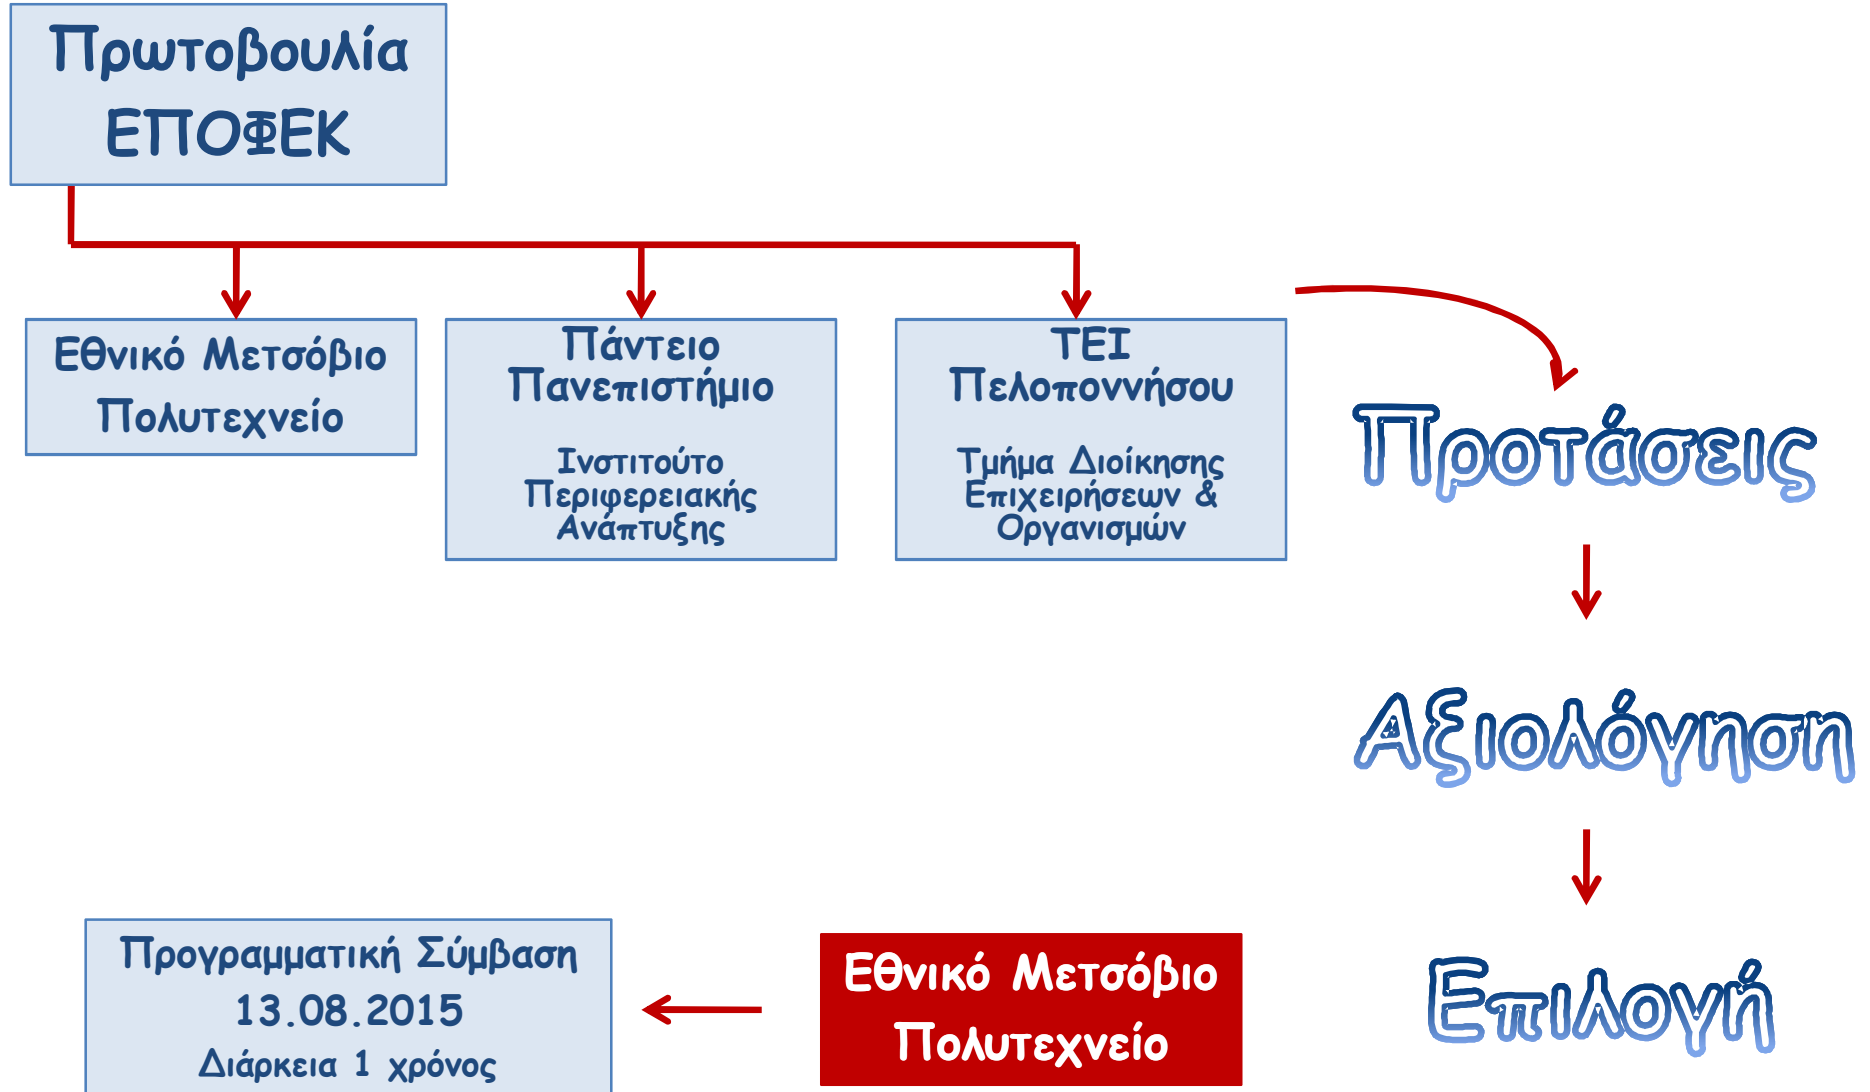 Πρωτοβουλία
ΕΠΟΦΕΚ
Εθνικό Μετσόβιο
Πολυτεχνείο
Πάντειο
Πανεπιστήμιο
Ινστιτούτο
Περιφερειακής
Ανάπτυξης
ΤΕΙ
Πελοποννήσου
Τμήμα Διοίκησης
Επιχειρήσεων &
Οργανισμών
Προτάσεις
Αξιολόγηση
Επιλογή
Εθνικό Μετσόβιο
Πολυτεχνείο
Προγραμματική Σύμβαση
13.08.2015
Διάρκεια 1 χρόνος